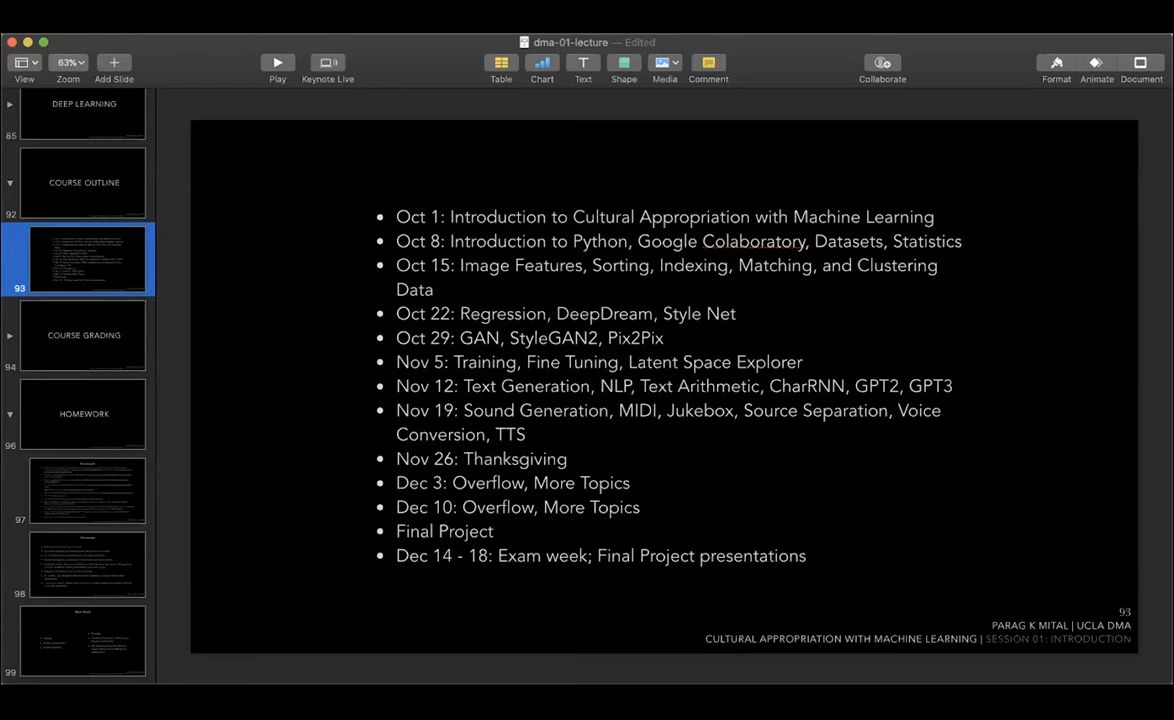 dma-01-lecture — Edited
63%
View
Zoom
Add Slide
Play
Keynote Live
Table
Chart
Text
Shape
Media
Comment
Collaborate
Format
Animate
Document
DEEP LEARNING
85
COURSE OUTLINE
92
93
COURSE GRADING
94
HOMEWORK
96
97
98
99
• Oct 1: Introduction to Cultural Appropriation with Machine Learning
• Oct 8: Introduction to Python, Google Colaboratory, Datasets, Statistics
• Oct 15: Image Features, Sorting, Indexing, Matching, and Clustering
Data
• Oct 22: Regression, DeepDream, Style Net
• Oct 29: GAN, StyleGAN2, Pix2Pix
• Nov 5: Training, Fine Tuning, Latent Space Explorer
• Nov 12: Text Generation, NLP, Text Arithmetic, CharRNN, GPT2, GPT3
• Nov 19: Sound Generation, MIDI, Jukebox, Source Separation, Voice
Conversion, TTS
• Nov 26: Thanksgiving
• Dec 3: Overflow, More Topics
• Dec 10: Overflow, More Topics
• Final Project
• Dec 14 - 18: Exam week; Final Project presentations
93
PARAG K MITAL | UCLA DMA
CULTURAL APPROPRIATION WITH MACHINE LEARNING | SESSION 01: INTRODUCTION